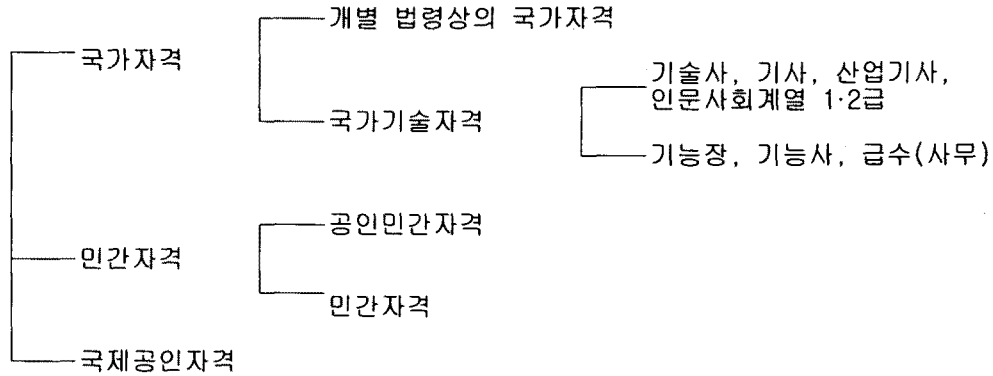 개별 법령상의 국가자격
국가자격
기술사, 기사, 산업기사,
인문사회계열 1·2급
국가기술자격
기능장, 기능사, 급수(사무)
공인민간자격
민간자격
민간자격
국제공인자격